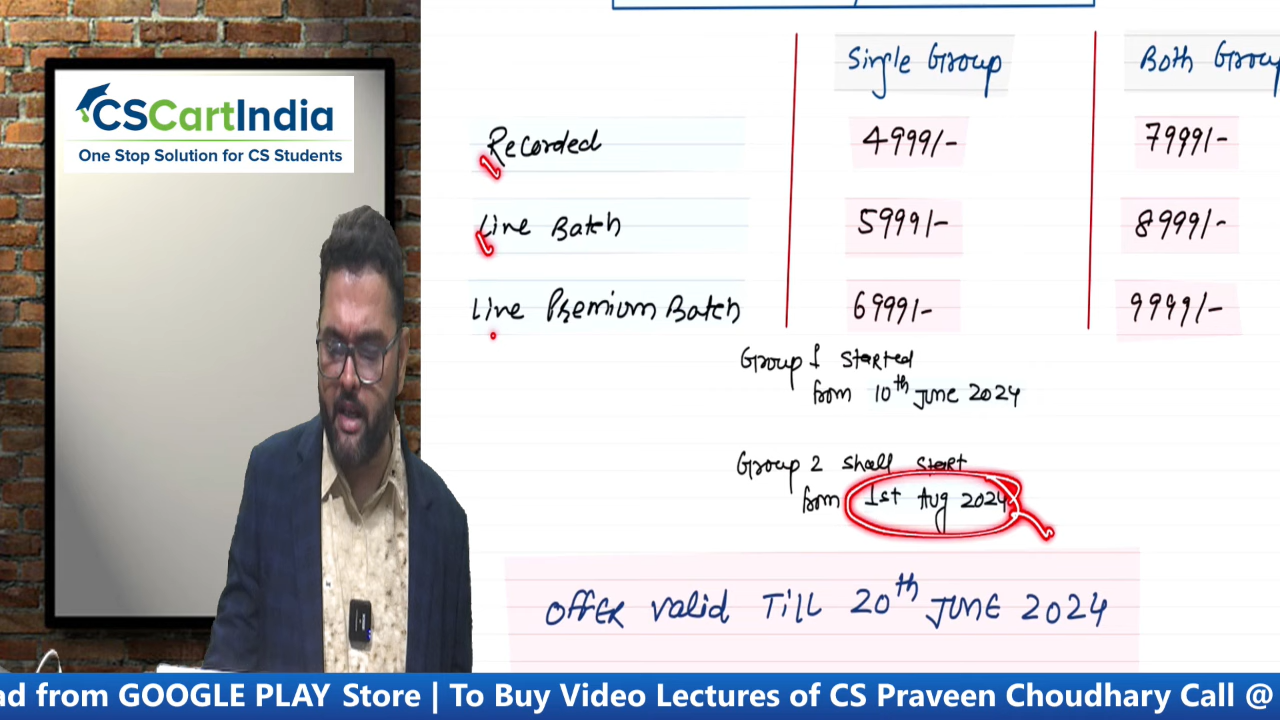 CSCartIndia
One Stop Solution for CS Students
Single Group Both Group
Recorded 4999/- 7999/-
Live Batch 5999/- 8999/-
Live Premium Batch 6999/- 9999/-
Group 1 Started
from 10th June 2024
Group 2 shall start
from 1st Aug 2024
Offer valid Till 20th June 2024
ad from GOOGLE PLAY Store | To Buy Video Lectures of CS Praveen Choudhary Call @